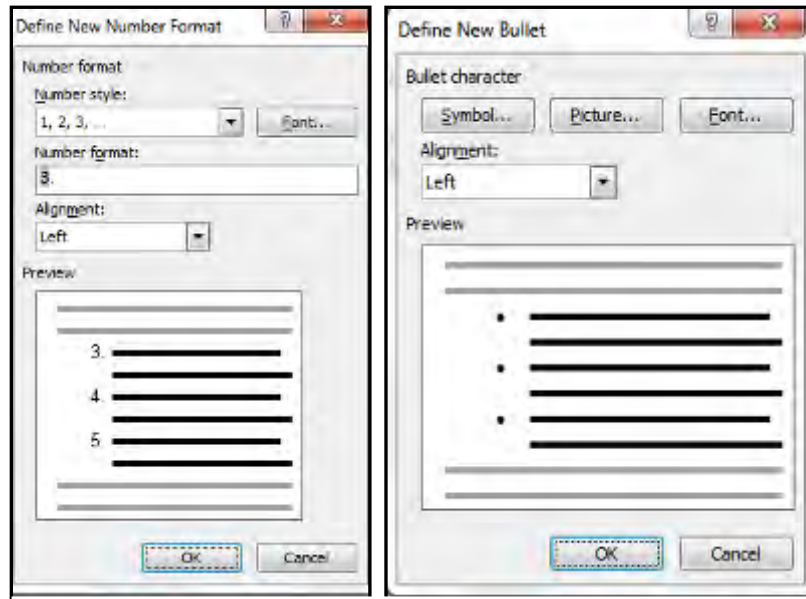 Define New Number Format
Number format
Number style:
1, 2, 3, ...
Font...
Number format:
3.
Alignment:
Left
Preview
3.
4.
5
OK
Cancel
Define New Bullet
Bullet character
Symbol...
Picture...
Font...
Alignment:
Left
Preview
OK
Cancel